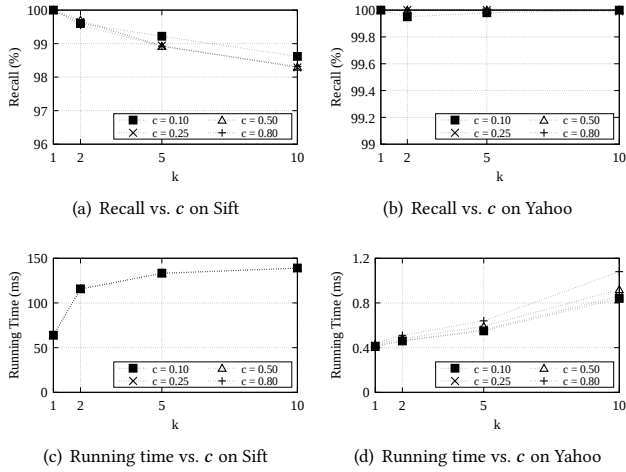 100
99
98
97
96
Recall (%)
c = 0.10
c = 0.25
c = 0.50
c = 0.80
1 2 5 10
k
(a) Recall vs. c on Sift
100
99.8
99.6
99.4
99.2
99
Recall (%)
c = 0.10
c = 0.25
c = 0.50
c = 0.80
1 2 5 10
k
(b) Recall vs. c on Yahoo
150
100
50
0
Running Time (ms)
c = 0.10
c = 0.25
c = 0.50
c = 0.80
1 2 5 10
k
(c) Running time vs. c on Sift
1.2
0.8
0.4
0
Running Time (ms)
c = 0.10
c = 0.25
c = 0.50
c = 0.80
1 2 5 10
k
(d) Running time vs. c on Yahoo